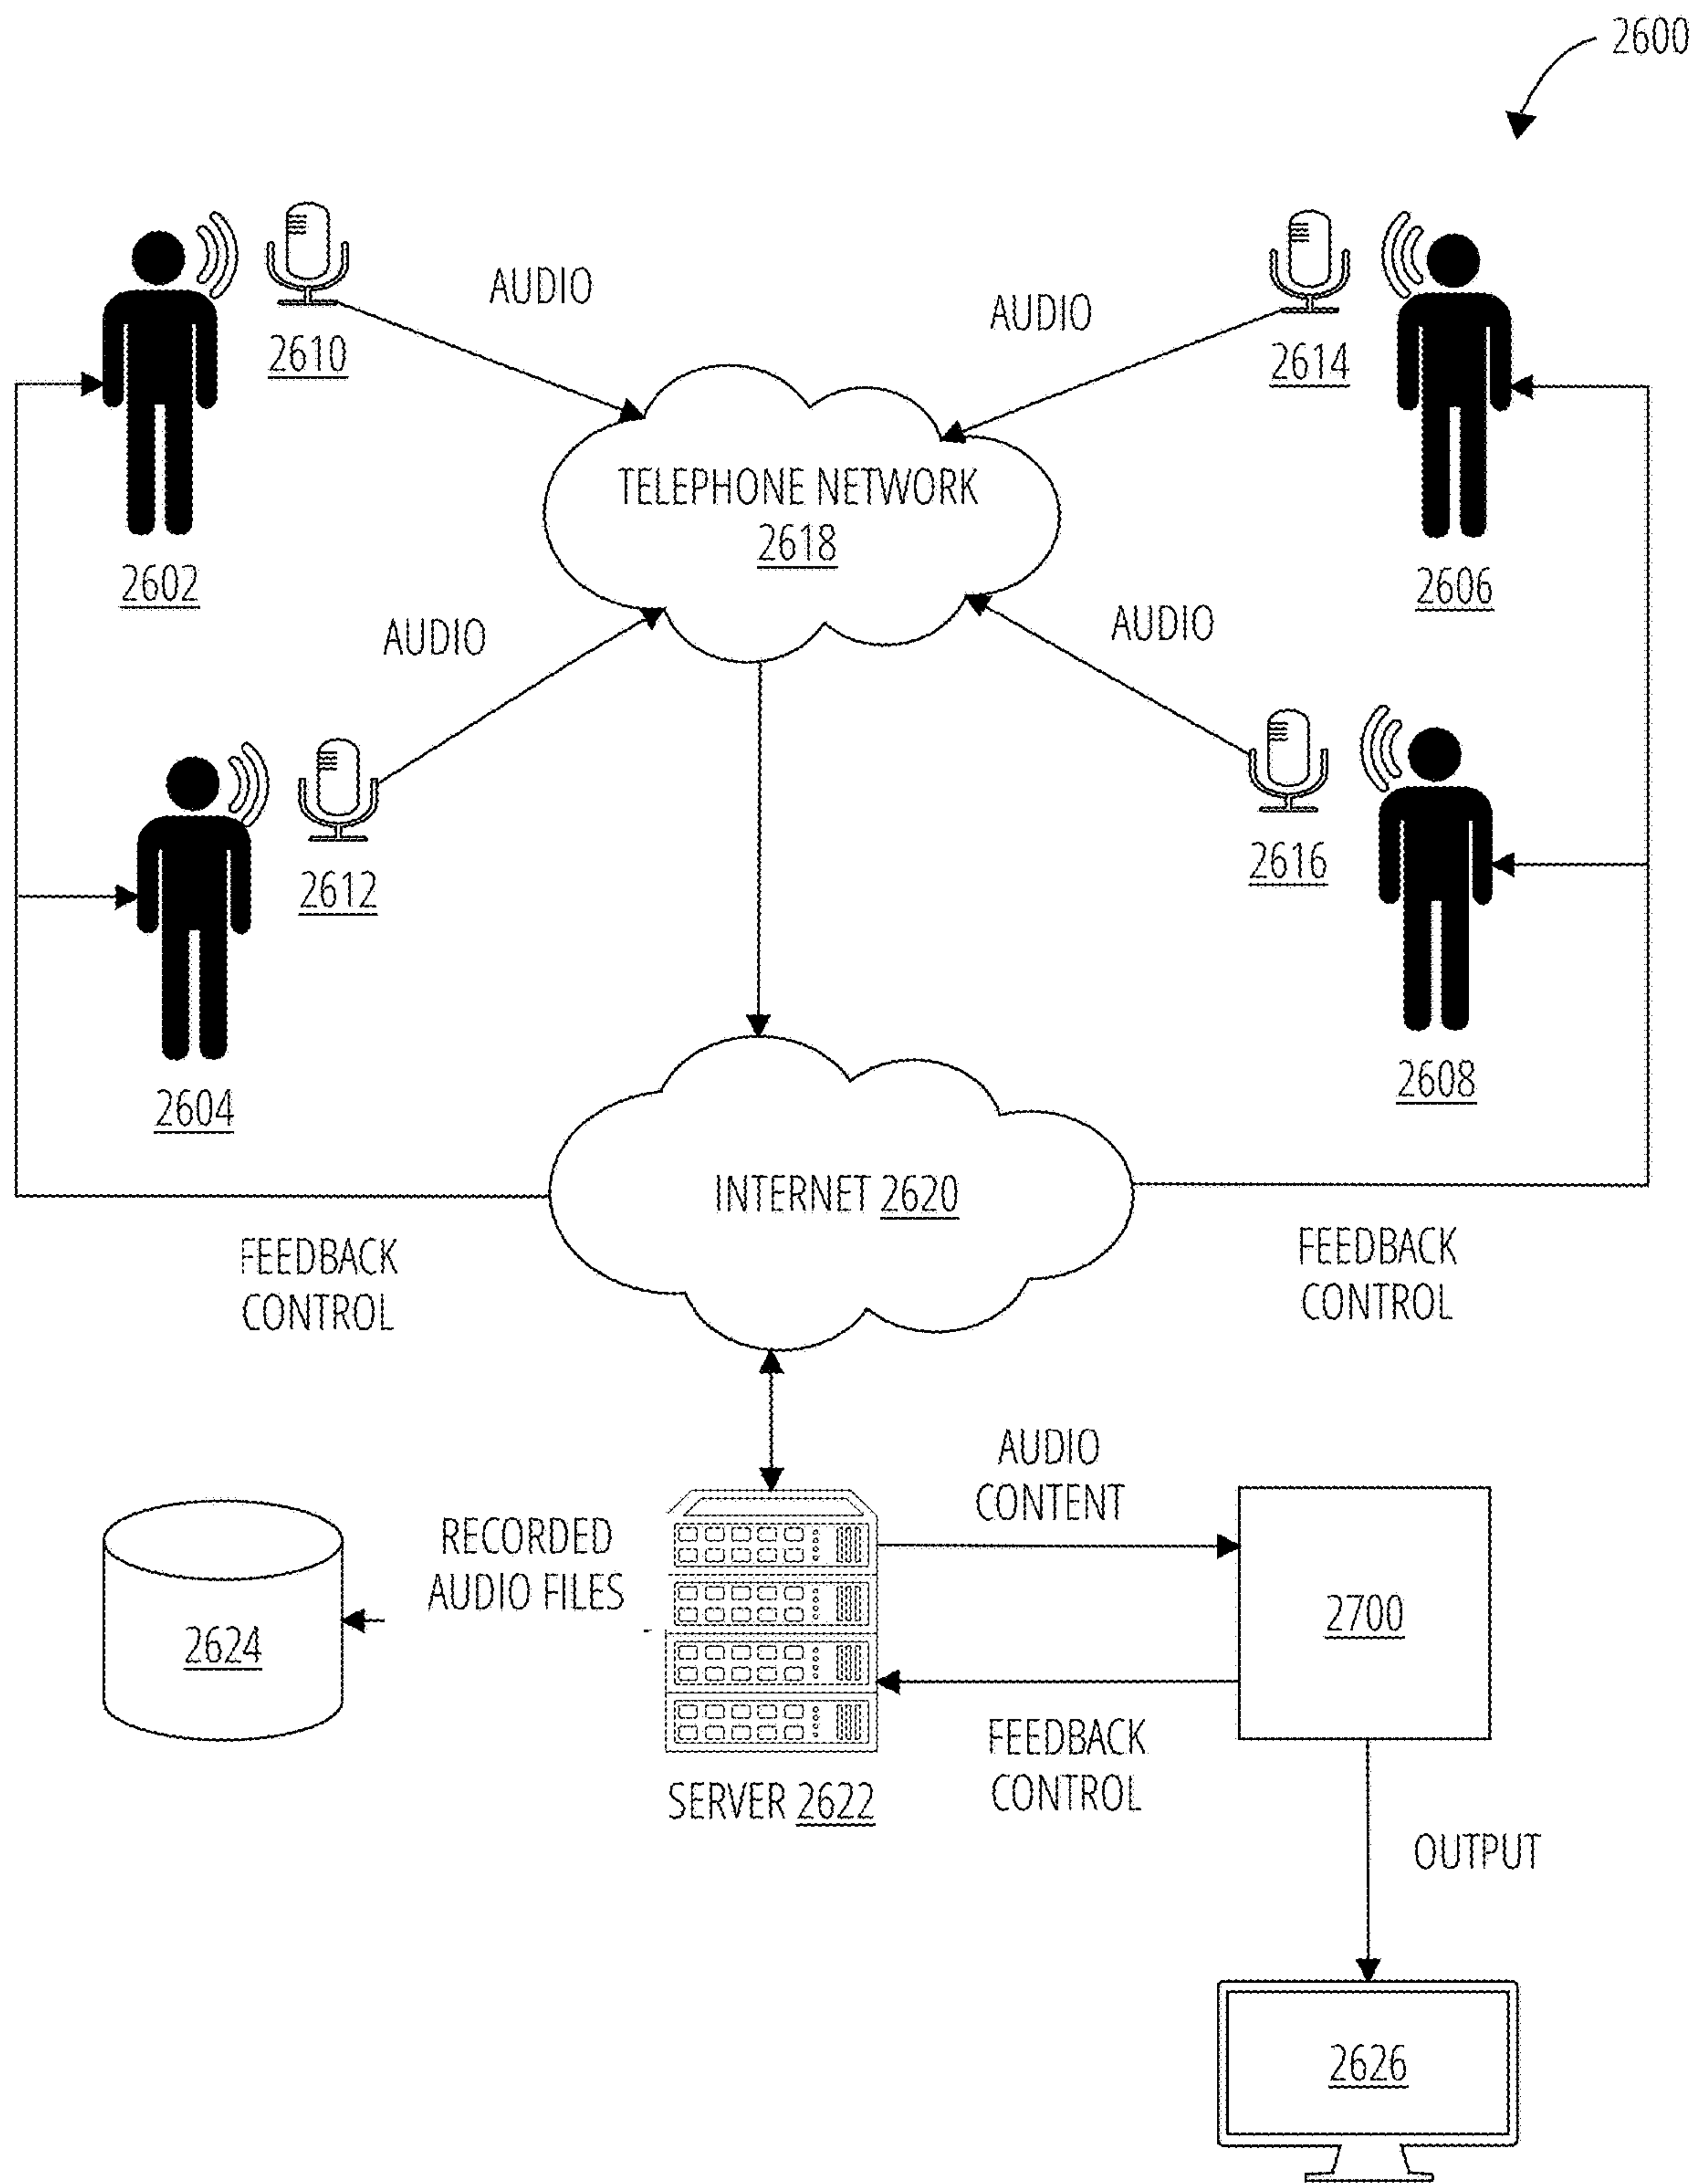 2600
AUDIO
AUDIO
2610
2614
TELEPHONE NETWORK
2618
2602
2606
AUDIO
AUDIO
2612
2616
2604
2608
INTERNET 2620
FEEDBACK
CONTROL
FEEDBACK
CONTROL
AUDIO
CONTENT
RECORDED
AUDIO FILES
2624
2700
FEEDBACK
CONTROL
SERVER 2622
OUTPUT
2626